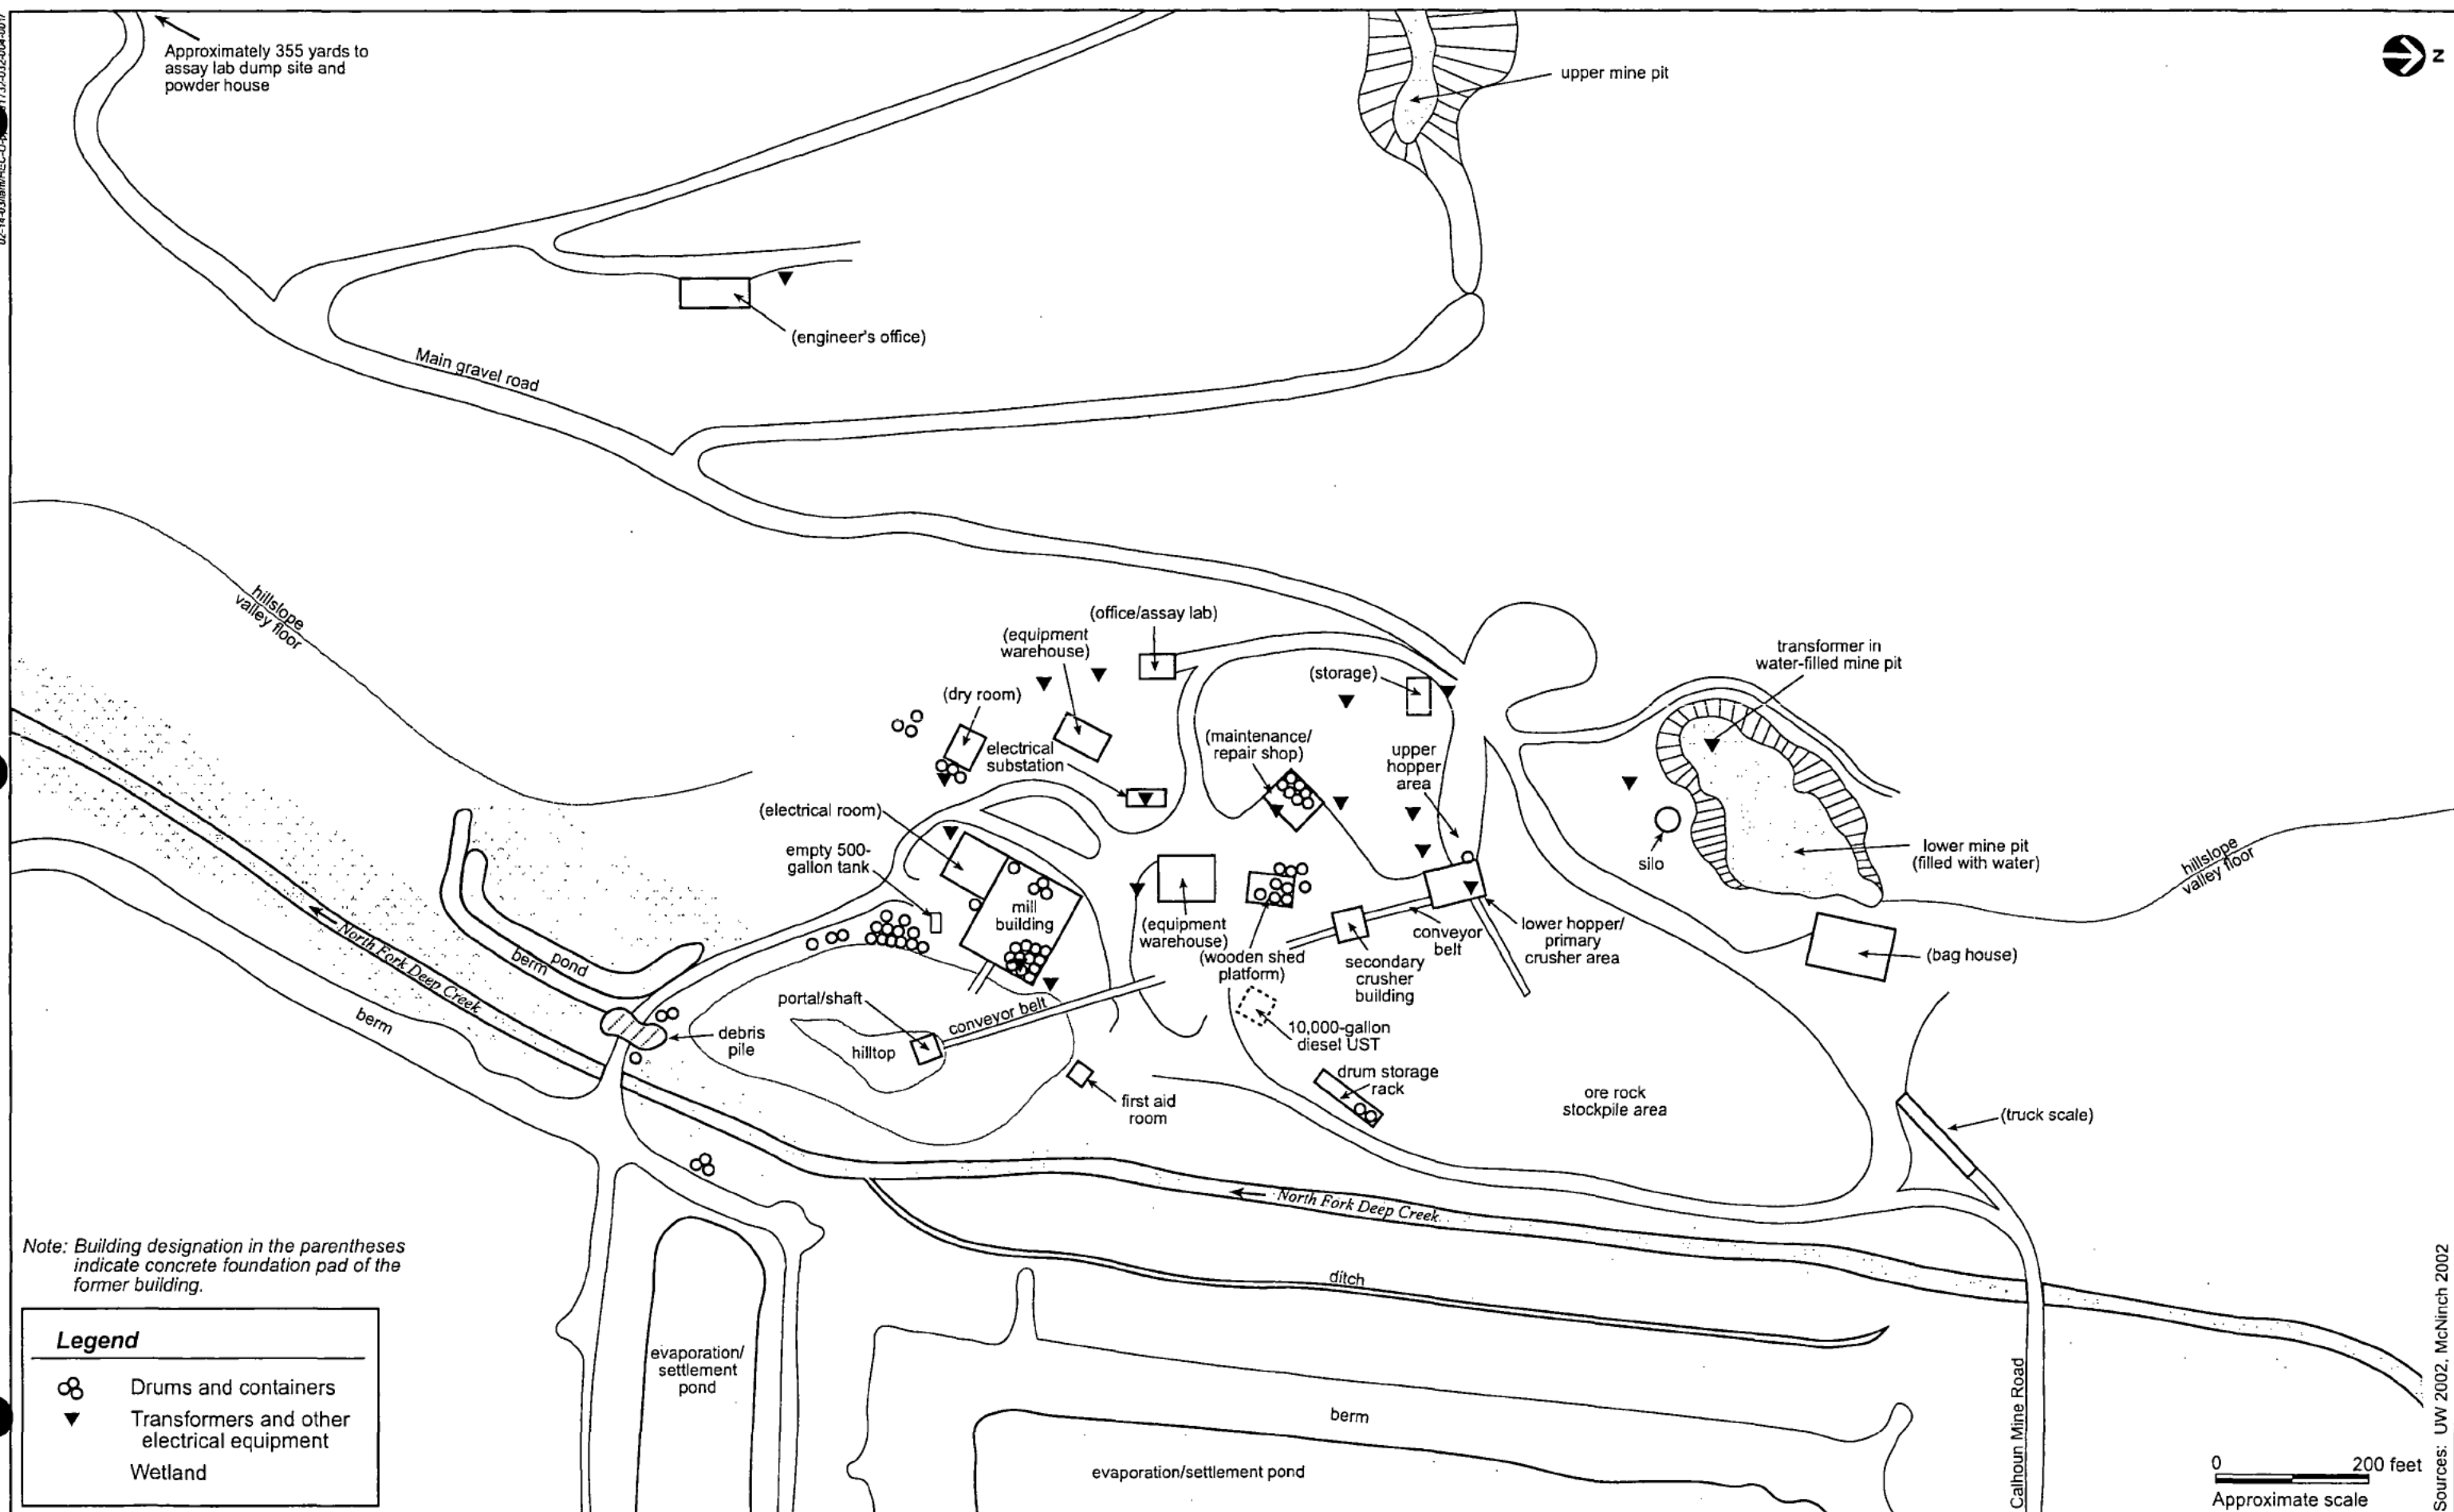 Approximately 355 yards to
assay lab dump site and
powder house
upper mine pit
Z
(engineer's office)
Main gravel road
hillslope
valley floor
(office/assay lab)
(equipment
warehouse)
(dry room)
electrical
substation
(storage)
(maintenance/
repair shop)
upper
hopper
area
transformer in
water-filled mine pit
(electrical room)
empty 500-
gallon tank
mill
building
silo
lower mine pit
(filled with water)
hillslope
valley floor
(equipment
warehouse)
(wooden shed
platform)
conveyor
belt
lower hopper/
primary
crusher area
secondary
crusher
building
(bag house)
North Fork Deep Creek
berm
pond
berm
portal/shaft
conveyor belt
hilltop
debris
pile
10,000-gallon
diesel UST
drum storage
rack
first aid
room
ore rock
stockpile area
(truck scale)
North Fork Deep Creek
ditch
evaporation/
settlement
pond
berm
evaporation/settlement pond
Calhoun Mine Road
Note: Building designation in the parentheses
indicate concrete foundation pad of the
former building.
Legend
Drums and containers
Transformers and other
electrical equipment
Wetland
0 200 feet
Approximate scale
Sources: UW 2002, McNinch 2002